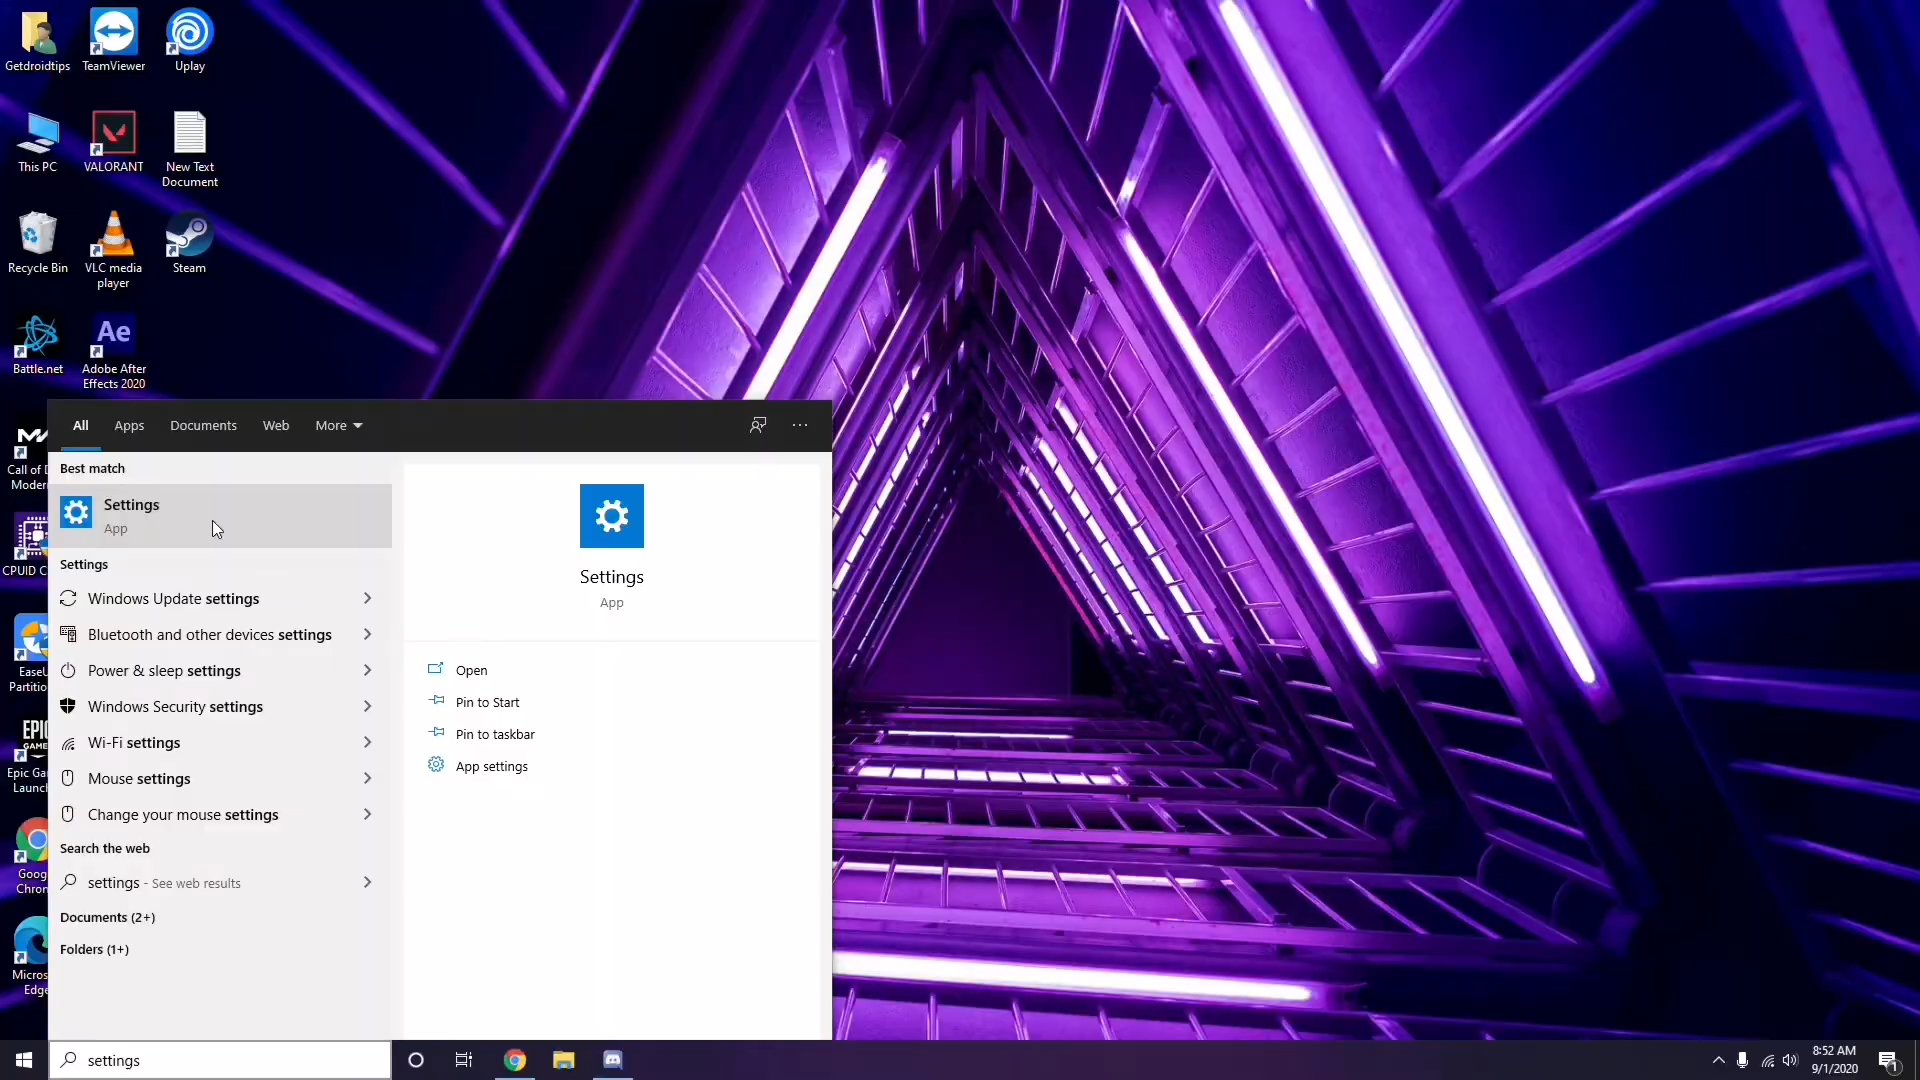 Getdroidtips
TeamViewer
Uplay
This PC
VALORANT
New Text
Document
Recycle Bin
VLC media
player
Steam
Battle.net
Ae
Adobe After
Effects 2020
Call of D
Moder
CPUID C
EaseU
Partition
EPIC
GAME
Epic Ga
Launch
Goog
Chron
Micros
Edge
All
Apps
Documents
Web
More
Best match
Settings
App
Settings
Windows Update settings
Bluetooth and other devices settings
Power & sleep settings
Windows Security settings
Wi-Fi settings
Mouse settings
Change your mouse settings
Search the web
settings - See web results
Documents (2+)
Folders (1+)
Settings
App
Open
Pin to Start
Pin to taskbar
App settings
settings
8:52 AM
9/1/2020
1